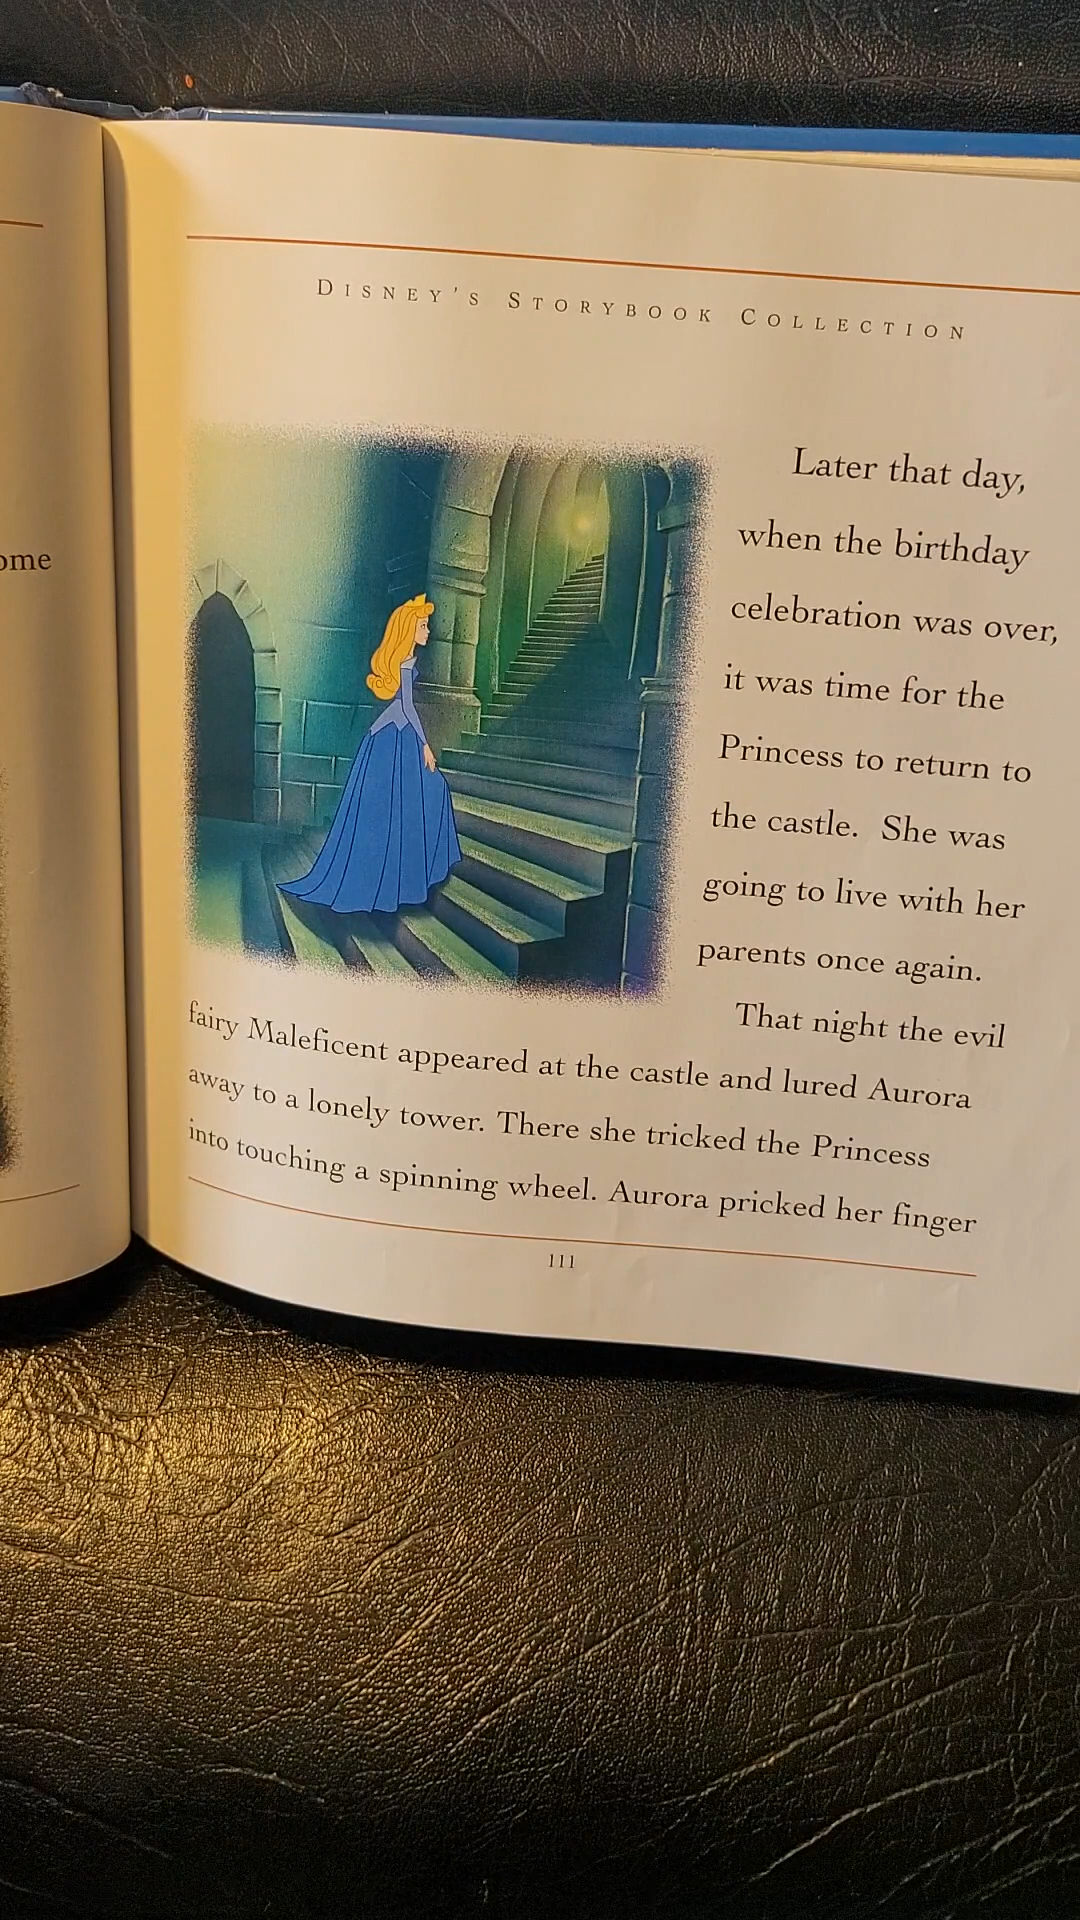 DISNEY'S STORYBOOK COLLECTION
Later that day,
when the birthday
celebration was over,
it was time for the
Princess to return to
the castle. She was
going to live with her
parents once again.
That night the evil
fairy Maleficent appeared at the castle and lured Aurora
away to a lonely tower. There she tricked the Princess
into touching a spinning wheel. Aurora pricked her finger
111